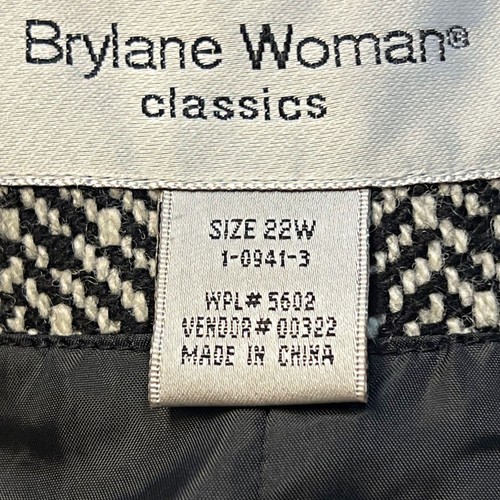 Brylane Woman®
classics
SIZE 22W
1-0941-3
WPL# 5602
VENDOR# 00322
MADE IN CHINA